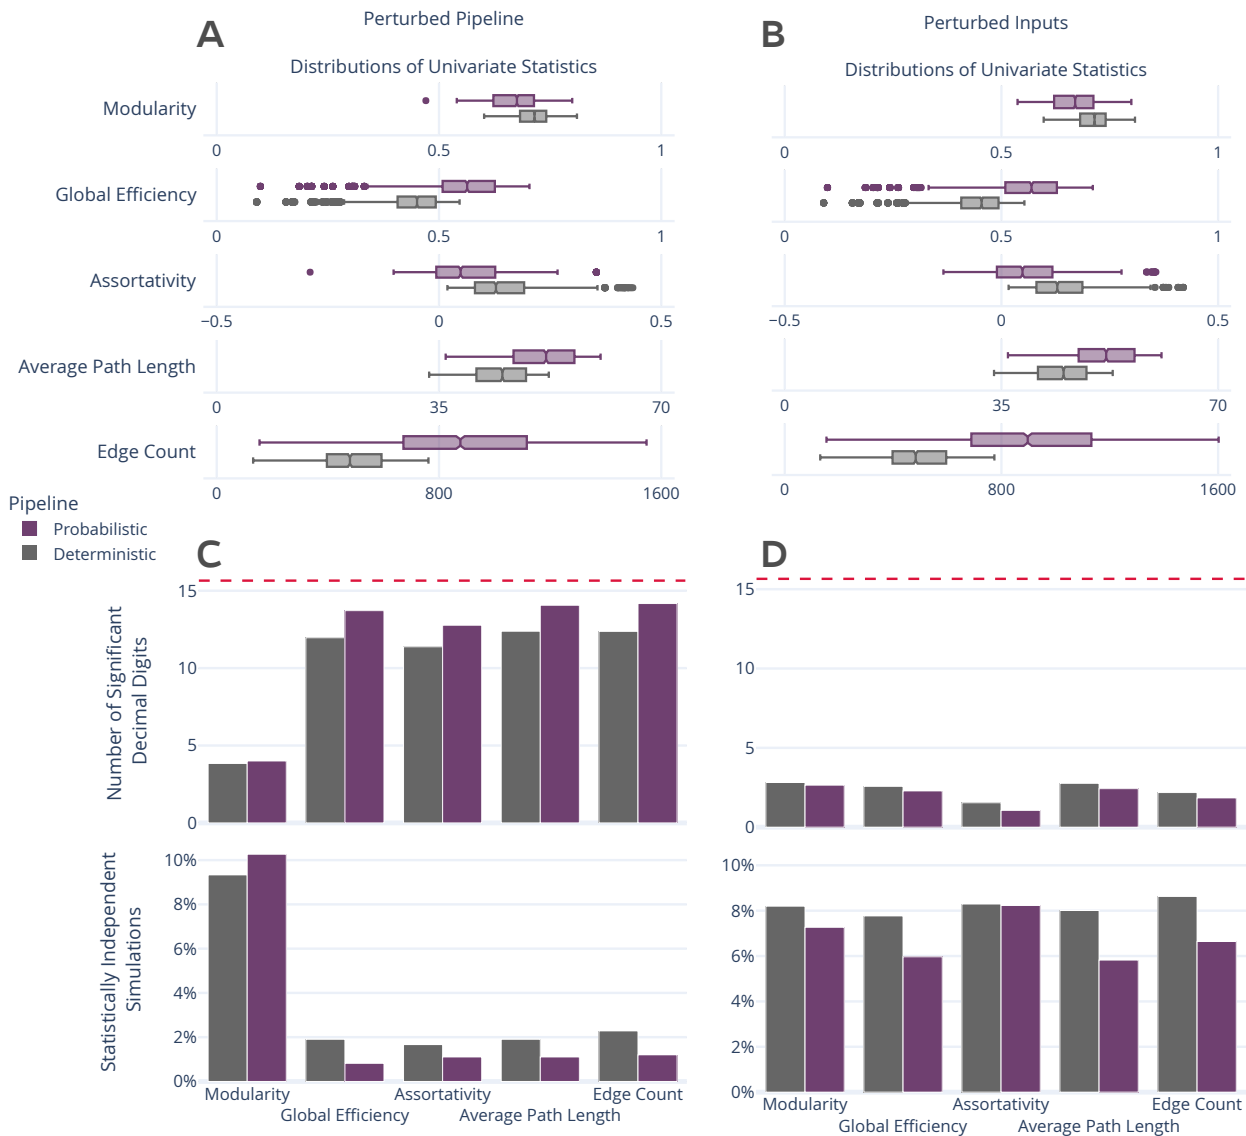 A
Perturbed Pipeline
Distributions of Univariate Statistics
Modularity
0 0.5 1
Global Efficiency
0 0.5 1
Assortativity
−0.5 0 0.5
Average Path Length
0 35 70
Edge Count
0 800 1600
B
Perturbed Inputs
Distributions of Univariate Statistics
0 0.5 1
0 0.5 1
−0.5 0 0.5
0 35 70
0 800 1600
Pipeline
Probabilistic
Deterministic
C
Number of Significant
Decimal Digits
15
10
5
0
Statistically Independent
Simulations
10%
8%
6%
4%
2%
0%
Modularity
Global Efficiency
Assortativity
Average Path Length
Edge Count
D
15
10
5
0
10%
8%
6%
4%
2%
0%
Modularity
Global Efficiency
Assortativity
Average Path Length
Edge Count